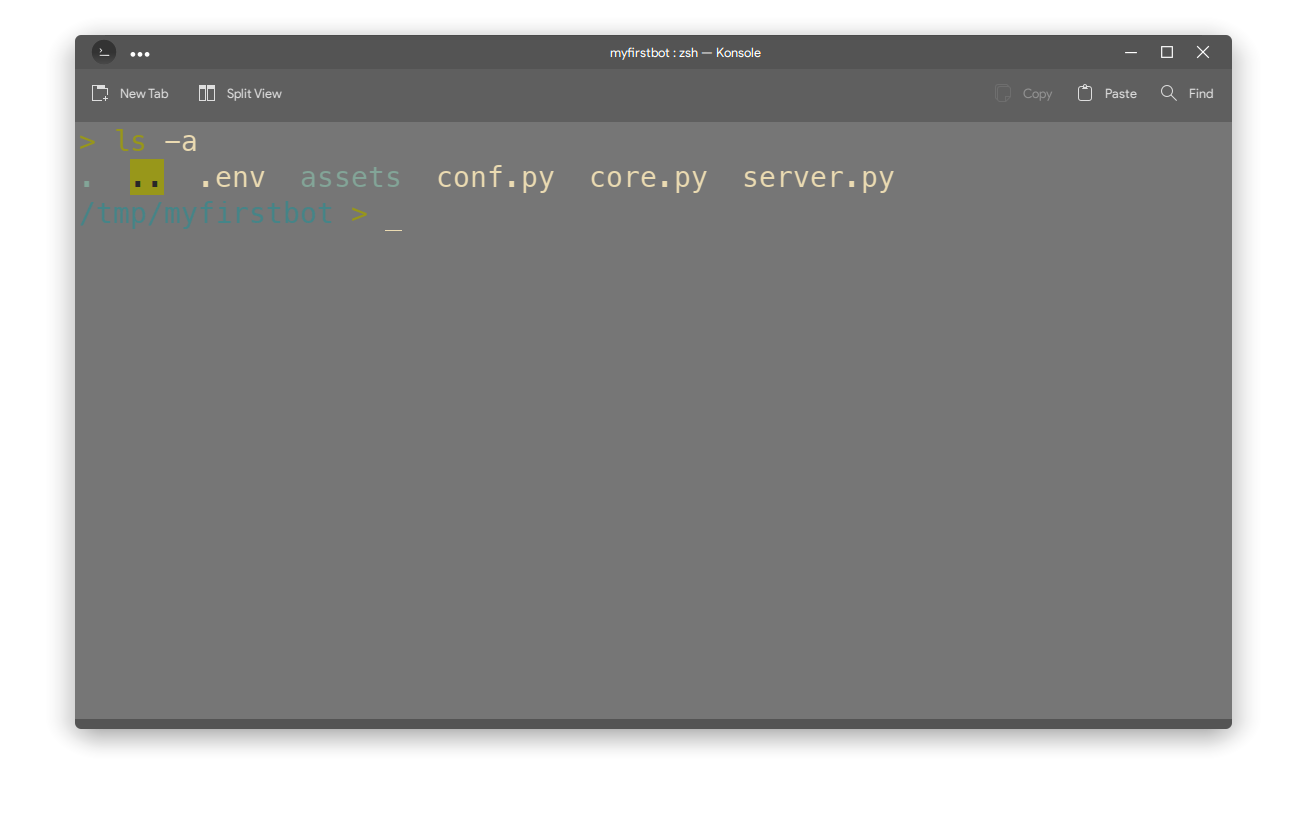 myfirstbot : zsh — Konsole
New Tab Split View Copy Paste Find
> ls -a
. .. .env assets conf.py core.py server.py
/tmp/myfirstbot > _